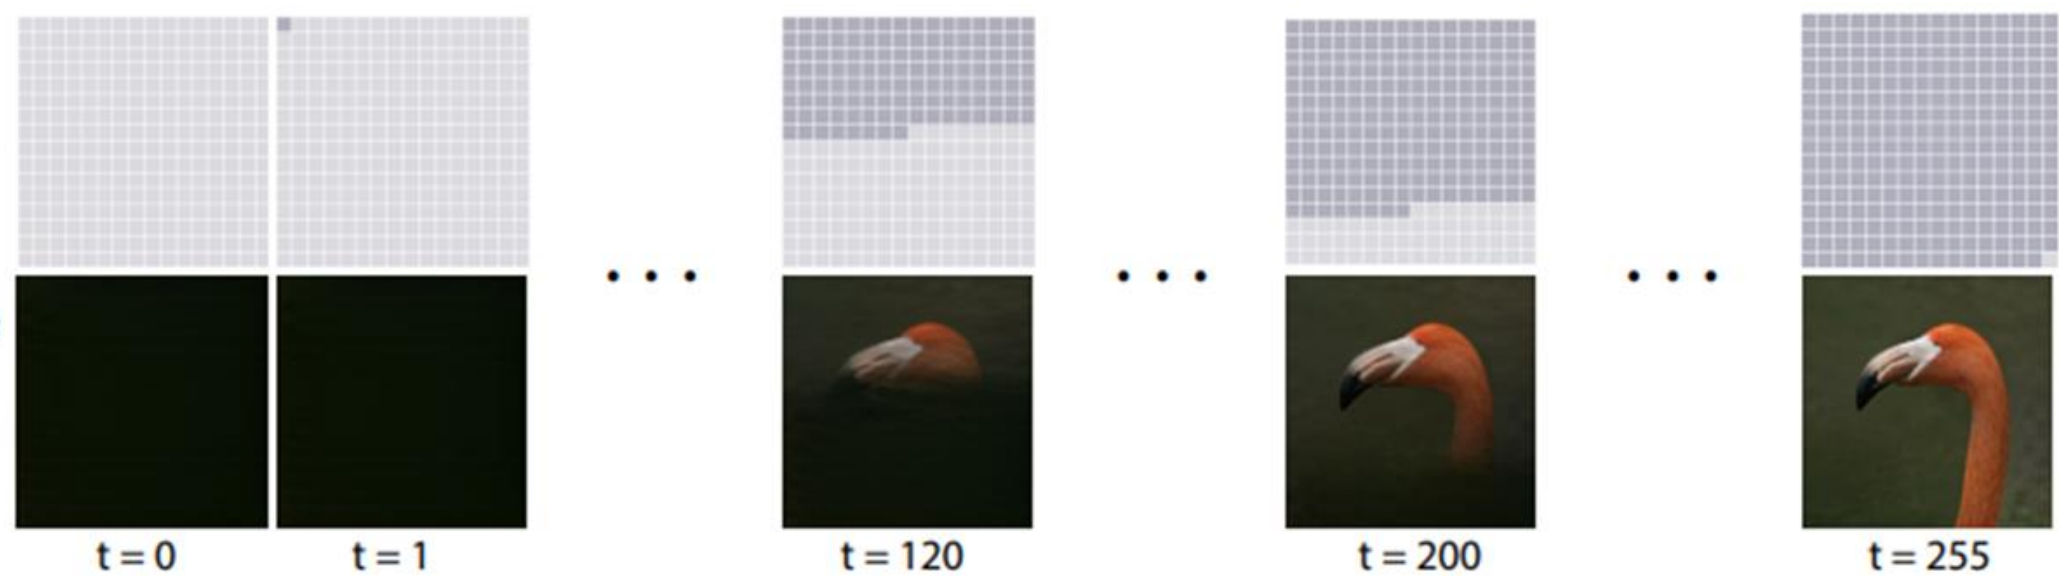 t = 0
t = 1
t = 120
t = 200
t = 255